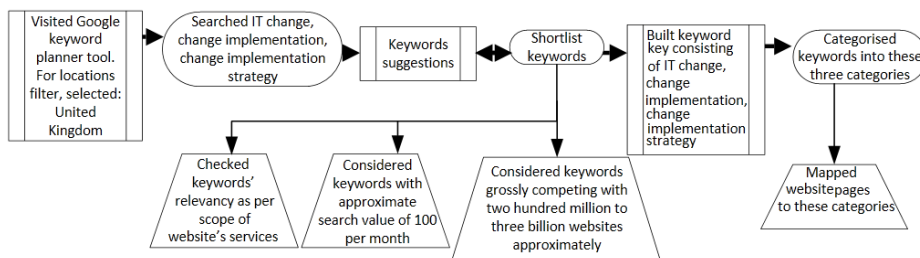 Visited Google
keyword
planner tool.
For locations
filter, selected:
United
Kingdom
Searched IT change,
change implementation,
change implementation
strategy
Keywords
suggestions
Shortlist
keywords
Built keyword
key consisting
of IT change,
change
implementation,
change
implementation
strategy
Categorised
keywords into these
three categories
Checked
keywords'
relevancy as per
scope of
website's services
Considered
keywords with
approximate
search value of 100
per month
Considered keywords
grossly competing with
two hundred million to
three billion websites
approximately
Mapped
websitepages
to these categories